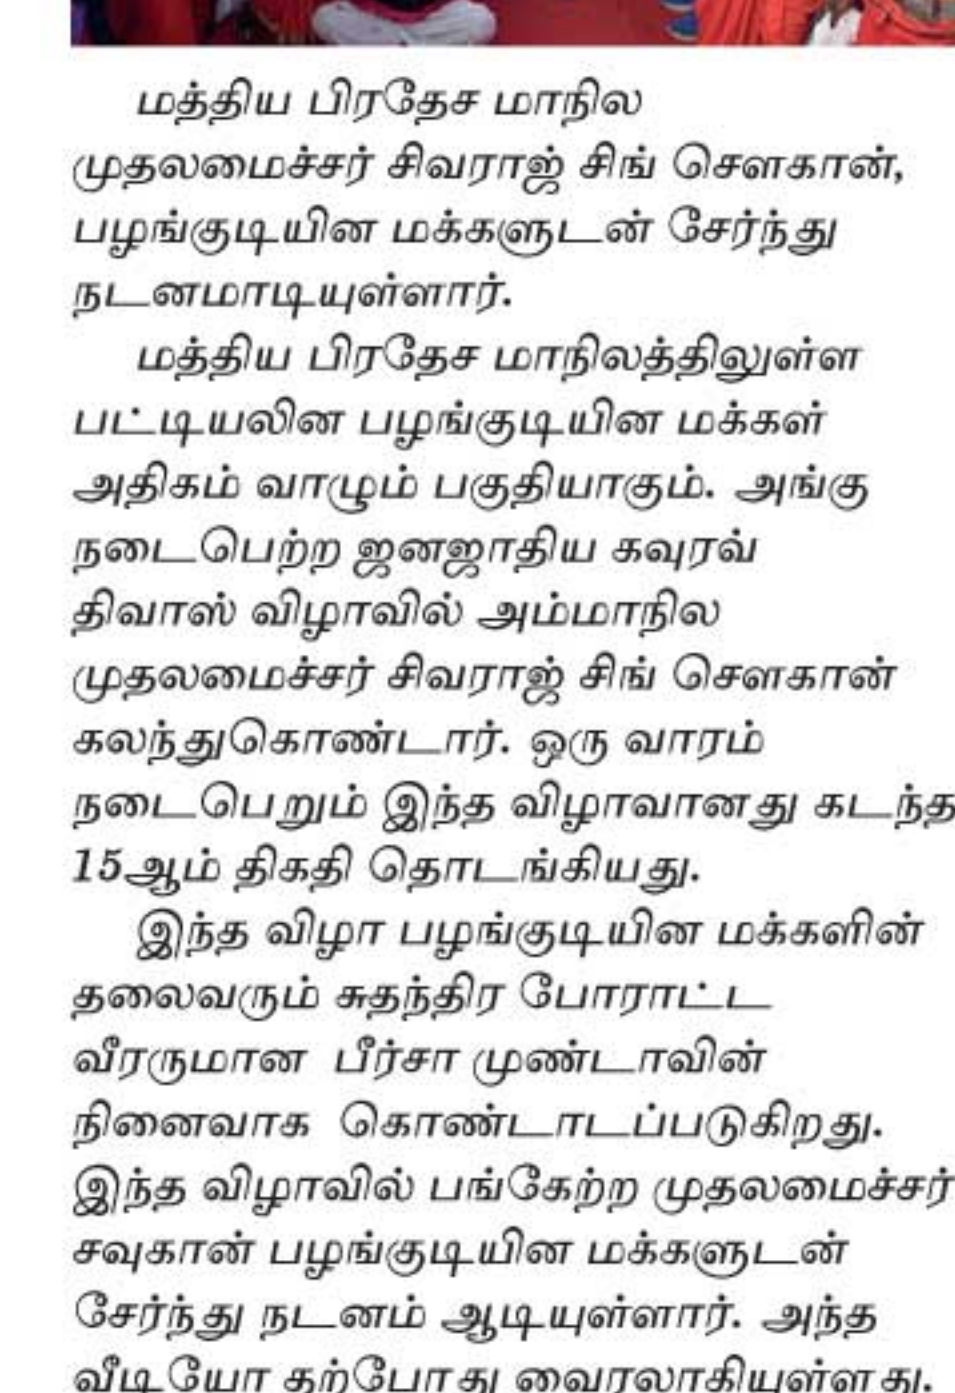 மத்திய பிரதேச மாநில
முதலமைச்சர் சிவராஜ் சிங் சௌகான்,
பழங்குடியின மக்களுடன் சேர்ந்து
நடனமாடியுள்ளார்.
மத்திய பிரதேச மாநிலத்திலுள்ள
பட்டியலின பழங்குடியின மக்கள்
அதிகம் வாழும் பகுதியாகும். அங்கு
நடைபெற்ற ஜனஜாதிய கவுரவ்
திவாஸ் விழாவில் அம்மாநில
முதலமைச்சர் சிவராஜ் சிங் சௌகான்
கலந்துகொண்டார். ஒரு வாரம்
நடைபெறும் இந்த விழாவானது கடந்த
15ஆம் திகதி தொடங்கியது.
இந்த விழா பழங்குடியின மக்களின்
தலைவரும் சுதந்திர போராட்ட
வீரருமான பீர்சா முண்டாவின்
நினைவாக கொண்டாடப்படுகிறது.
இந்த விழாவில் பங்கேற்ற முதலமைச்சர்
சவுகான் பழங்குடியின மக்களுடன்
சேர்ந்து நடனம் ஆடியுள்ளார். அந்த
வீடியோ தற்போது வைரலாகியுள்ளது.